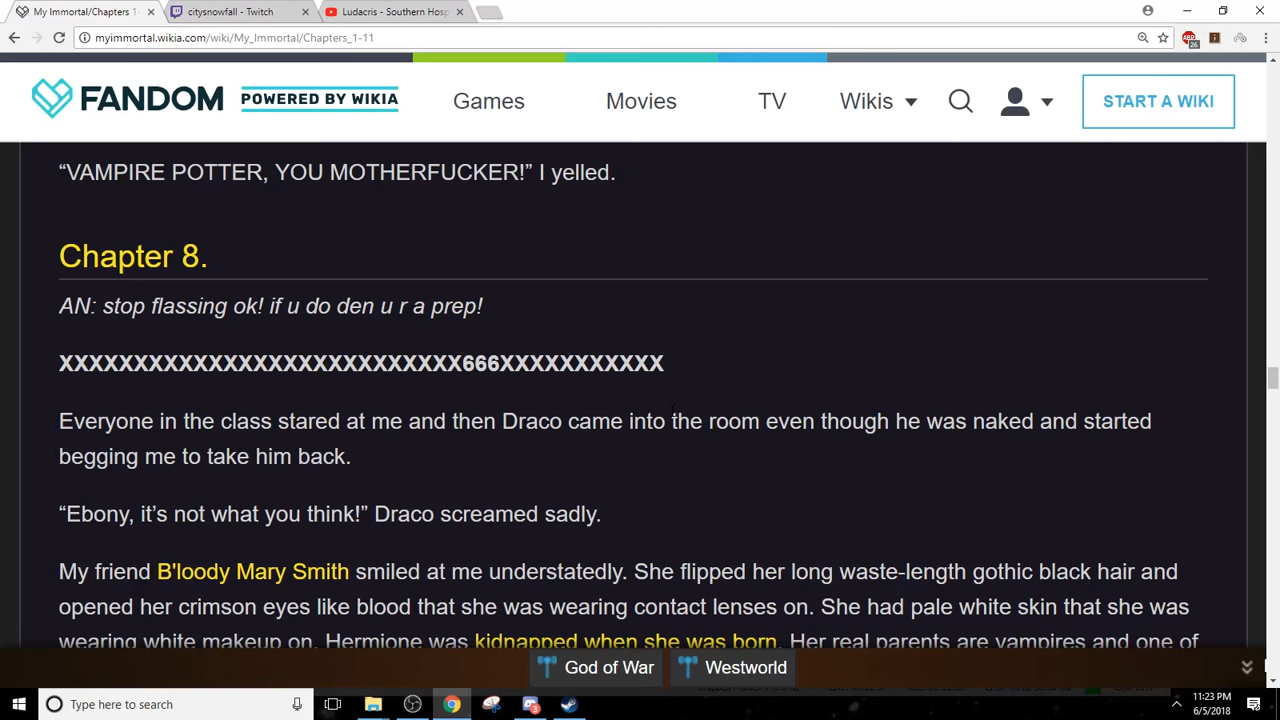 My Immortal/Chapters 1-
citysnowfall - Twitch
Ludacris - Southern Hosp
myimmortal.wikia.com/wiki/My_Immortal/Chapters_1-11
26
FANDOM POWERED BY WIKIA Games Movies TV Wikis START A WIKI
“VAMPIRE POTTER, YOU MOTHERFUCKER!” I yelled.
Chapter 8.
AN: stop flassing ok! if u do den u r a prep!
XXXXXXXXXXXXXXXXXXXXXXXXXXX666XXXXXXXXXXX
Everyone in the class stared at me and then Draco came into the room even though he was naked and started
begging me to take him back.
“Ebony, it’s not what you think!” Draco screamed sadly.
My friend B'loody Mary Smith smiled at me understatedly. She flipped her long waste-length gothic black hair and
opened her crimson eyes like blood that she was wearing contact lenses on. She had pale white skin that she was
wearing white makeup on. Hermione was kidnapped when she was born. Her real parents are vampires and one of
God of War Westworld
Type here to search
3
11:23 PM
6/5/2018